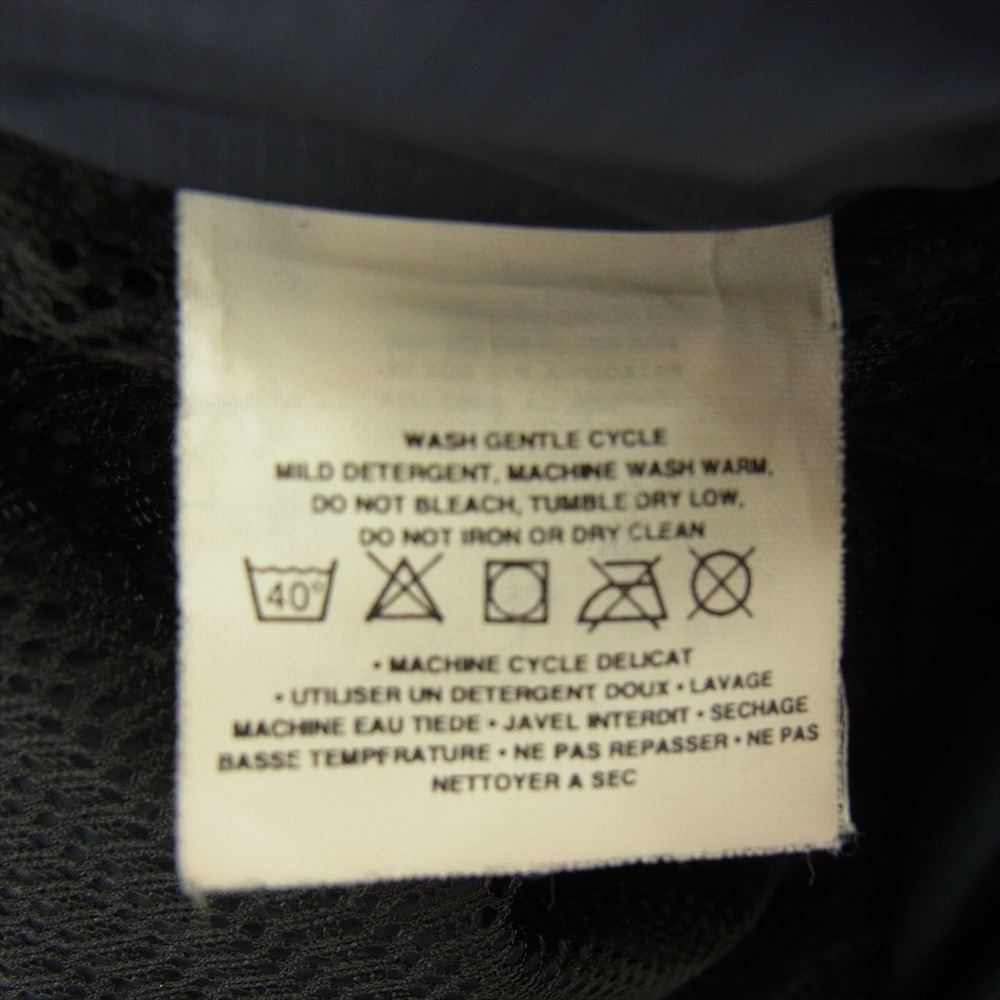 WASH GENTLE CYCLE
MILD DETERGENT, MACHINE WASH WARM,
DO NOT BLEACH, TUMBLE DRY LOW,
DO NOT IRON OR DRY CLEAN
40°
• MACHINE CYCLE DELICAT
• UTILISER UN DETERGENT DOUX • LAVAGE
MACHINE EAU TIEDE • JAVEL INTERDIT • SECHAGE
BASSE TEMPERATURE • NE PAS REPASSER • NE PAS
NETTOYER A SEC